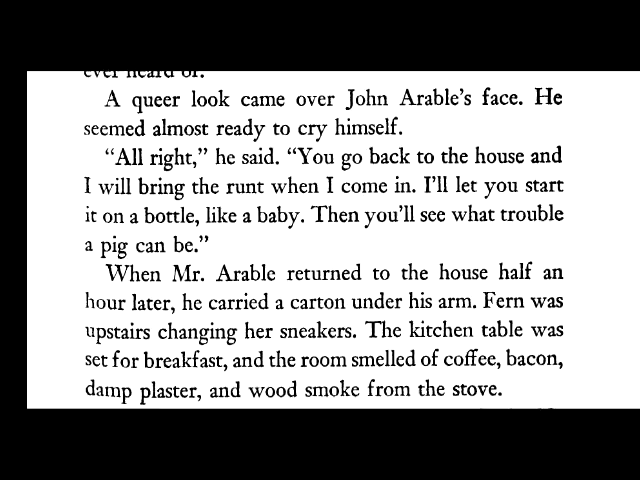 ever heard of.
A queer look came over John Arable's face. He
seemed almost ready to cry himself.
"All right," he said. "You go back to the house and
I will bring the runt when I come in. I'll let you start
it on a bottle, like a baby. Then you'll see what trouble
a pig can be."
When Mr. Arable returned to the house half an
hour later, he carried a carton under his arm. Fern was
upstairs changing her sneakers. The kitchen table was
set for breakfast, and the room smelled of coffee, bacon,
damp plaster, and wood smoke from the stove.